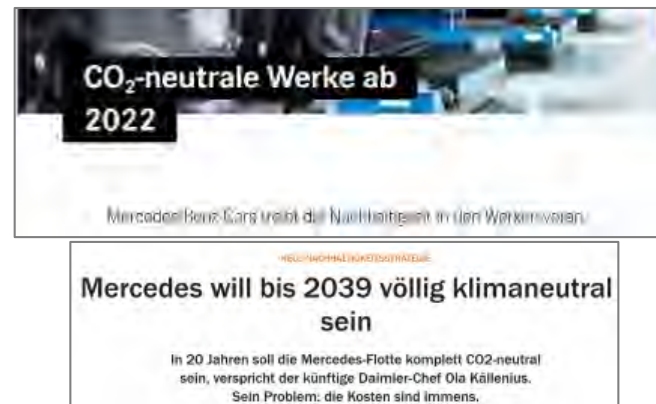 CO₂-neutrale Werke ab
2022
Mercedes-Benz Cars treibt die Nachhaltigkeit in den Werken voran.
Mercedes will bis 2039 völlig klimaneutral
sein
In 20 Jahren soll die Mercedes-Flotte komplett CO2-neutral
sein, verspricht der künftige Daimler-Chef Ola Källenius.
Sein Problem: die Kosten sind immens.